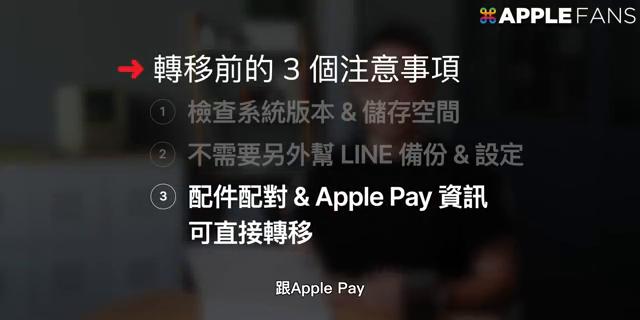 APPLEFANS
➜ 轉移前的 3 個注意事項
1 檢查系統版本 & 儲存空間
2 不需要另外幫 LINE 備份 & 設定
3 配件配對 & Apple Pay 資訊
可直接轉移
跟Apple Pay